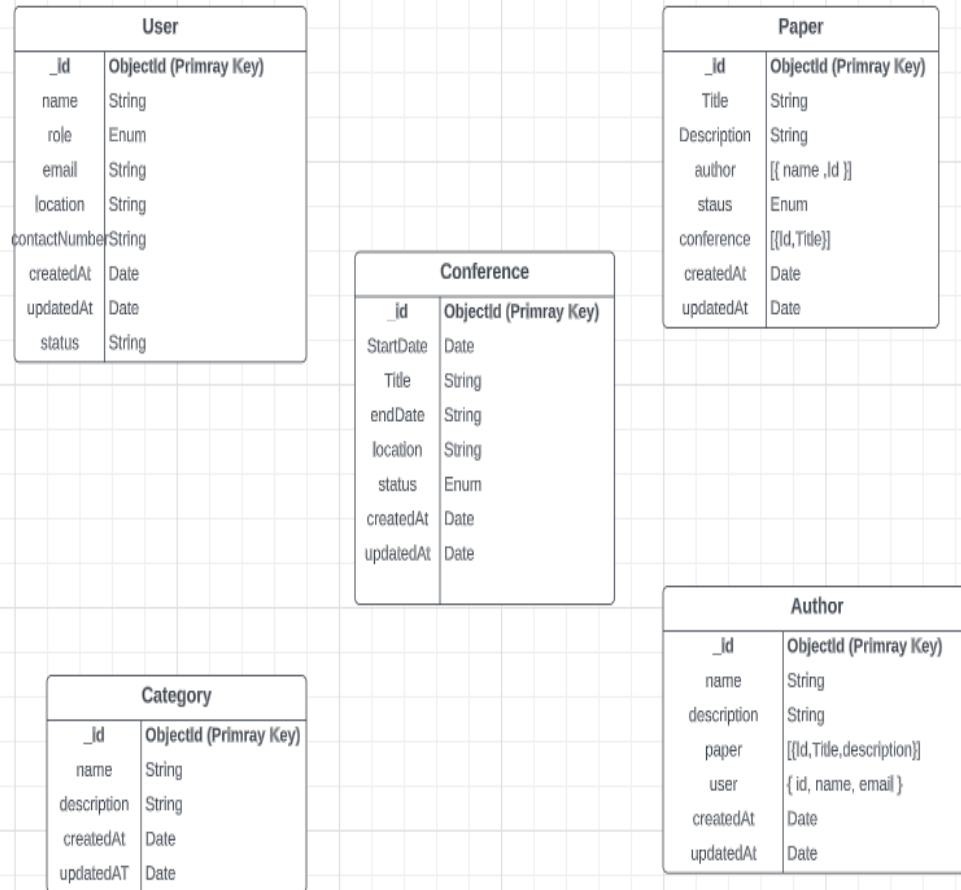 User
_id ObjectId (Primray Key)
name String
role Enum
email String
location String
contactNumber String
createdAt Date
updatedAt Date
status String
Paper
_id ObjectId (Primray Key)
Title String
Description String
author [{ name ,Id }]
staus Enum
conference [{Id,Title}]
createdAt Date
updatedAt Date
Conference
_id ObjectId (Primray Key)
StartDate Date
Title String
endDate String
location String
status Enum
createdAt Date
updatedAt Date
Category
_id ObjectId (Primray Key)
name String
description String
createdAt Date
updatedAT Date
Author
_id ObjectId (Primray Key)
name String
description String
paper [{Id,Title,description}]
user { id, name, email }
createdAt Date
updatedAt Date